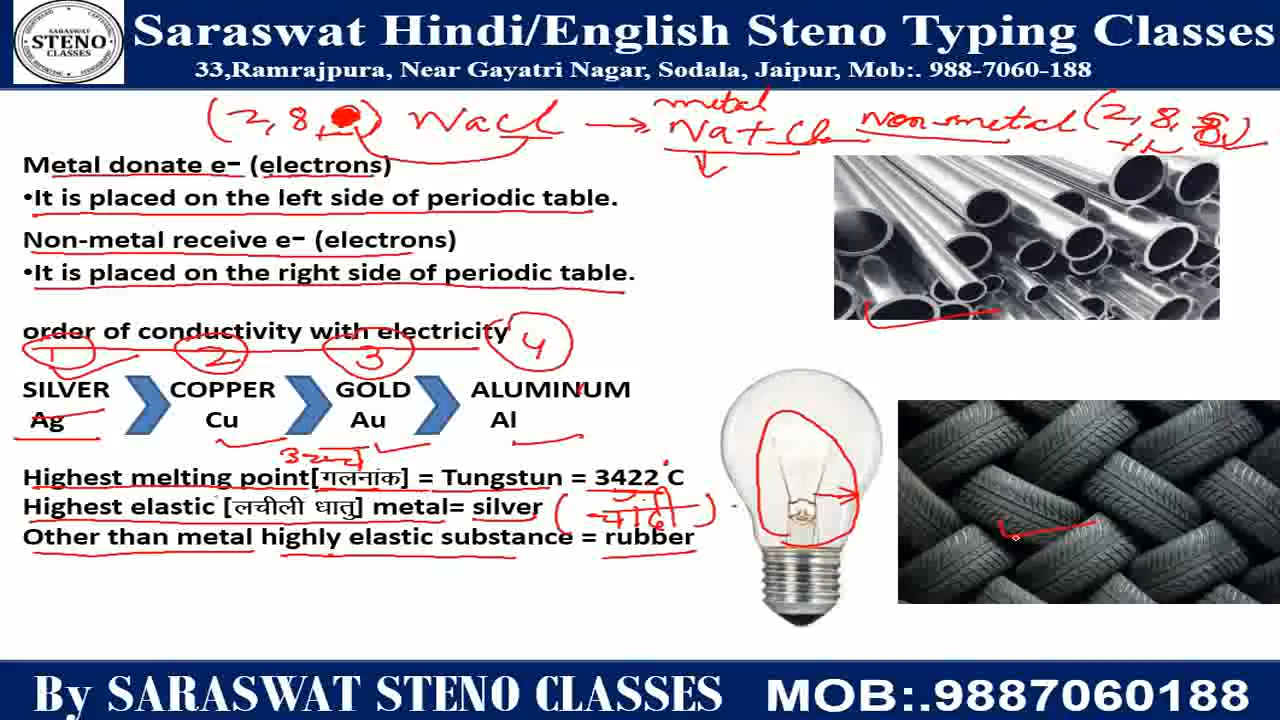 SARASWAT
STENO
CLASSES
Saraswat Hindi/English Steno Typing Classes
33,Ramrajpura, Near Gayatri Nagar, Sodala, Jaipur, Mob:. 988-7060-188
(2, 8, ) NaCl → Na + Cl non-metal (2, 8, 8)
metal
Metal donate e– (electrons)
•It is placed on the left side of periodic table.
Non-metal receive e– (electrons)
•It is placed on the right side of periodic table.
order of conductivity with electricity
1 2 3 4
SILVER COPPER GOLD ALUMINUM
Ag Cu Au Al
Highest melting point[गलनांक] = Tungstun = 3422°C
Highest elastic [लचीली धातु] metal= silver (चांदी)
Other than metal highly elastic substance = rubber
By SARASWAT STENO CLASSES MOB:.9887060188